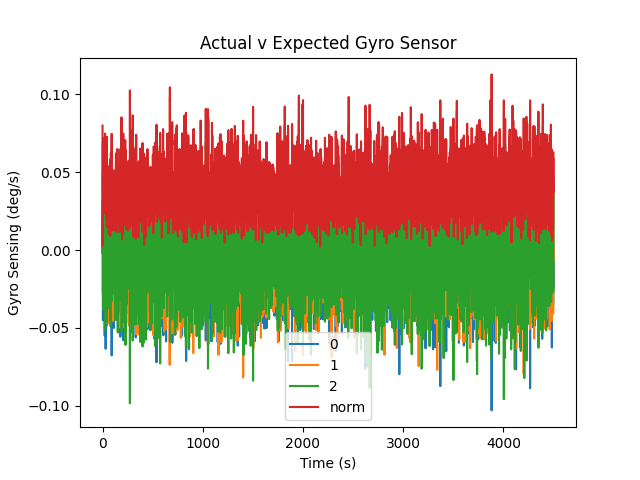 Actual v Expected Gyro Sensor
Gyro Sensing (deg/s)
0.10
0.05
0.00
−0.05
−0.10
0
1
2
norm
0 1000 2000 3000 4000
Time (s)